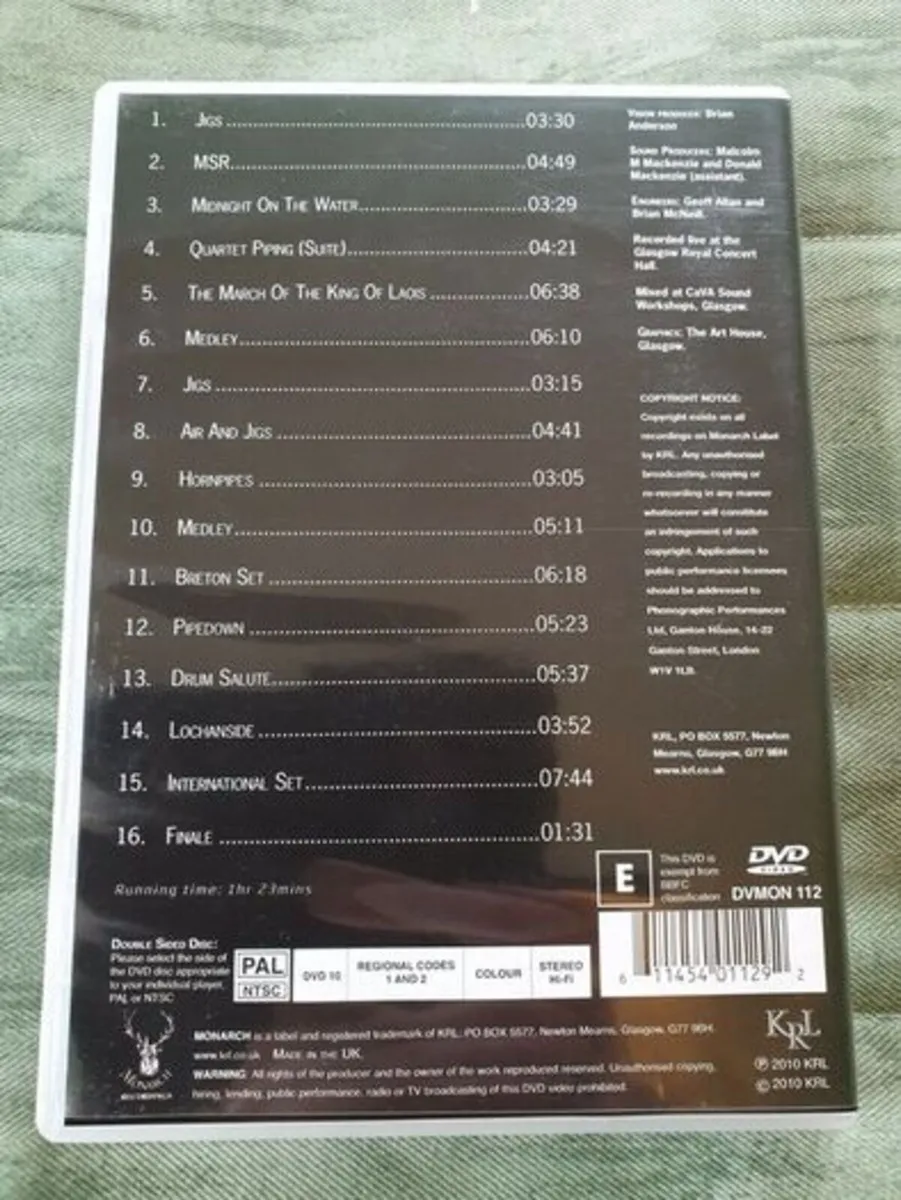 1. JIGS ........ 03:30
2. MSR ........ 04:49
3. MIDNIGHT ON THE WATER ........ 03:29
4. QUARTET PIPING (SUITE) ........ 04:21
5. THE MARCH OF THE KING OF LAOIS ........ 06:38
6. MEDLEY ........ 06:10
7. JIGS ........ 03:15
8. AIR AND JIGS ........ 04:41
9. HORNPIPES ........ 03:05
10. MEDLEY ........ 05:11
11. BRETON SET ........ 06:18
12. PIPEDOWN ........ 05:23
13. DRUM SALUTE ........ 05:37
14. LOCHANSIDE ........ 03:52
15. INTERNATIONAL SET ........ 07:44
16. FINALE ........ 01:31
Running time: 1hr 23mins
VISION PRODUCER: Brian
Anderson
SOUND PRODUCERS: Malcolm
M Mackenzie and Donald
Mackenzie (assistant).
ENGINEERS: Geoff Allan and
Brian McNeill.
Recorded live at the
Glasgow Royal Concert
Hall.
Mixed at CaVA Sound
Workshops, Glasgow.
GRAPHICS: The Art House,
Glasgow.
COPYRIGHT NOTICE:
Copyright exists on all
recordings on Monarch Label
by KRL. Any unauthorised
broadcasting, copying or
re-recording in any manner
whatsoever will constitute
an infringement of such
copyright. Applications to
public performance licenses
should be addressed to
Phonographic Performances
Ltd, Ganton House, 14-22
Ganton Street, London
W1V 1LB.
KRL, PO BOX 5577, Newton
Mearns, Glasgow, G77 9BH
www.krl.co.uk
E
This DVD is
exempt from
BBFC
classification
DVD
VIDEO
DVMON 112
6 11454 01129 2
DOUBLE SIDED DISC:
Please select the side of
the DVD disc appropriate
to your individual player,
PAL or NTSC
PAL
NTSC
DVD 10
REGIONAL CODES
1 AND 2
COLOUR
STEREO
HI-FI
MONARCH
MONARCH is a label and registered trademark of KRL. PO BOX 5577, Newton Mearns, Glasgow, G77 9BH.
www.krl.co.uk MADE IN THE UK.
WARNING: All rights of the producer and the owner of the work reproduced reserved. Unauthorised copying,
hiring, lending, public performance, radio or TV broadcasting of this DVD video prohibited.
KRL
℗ 2010 KRL
© 2010 KRL